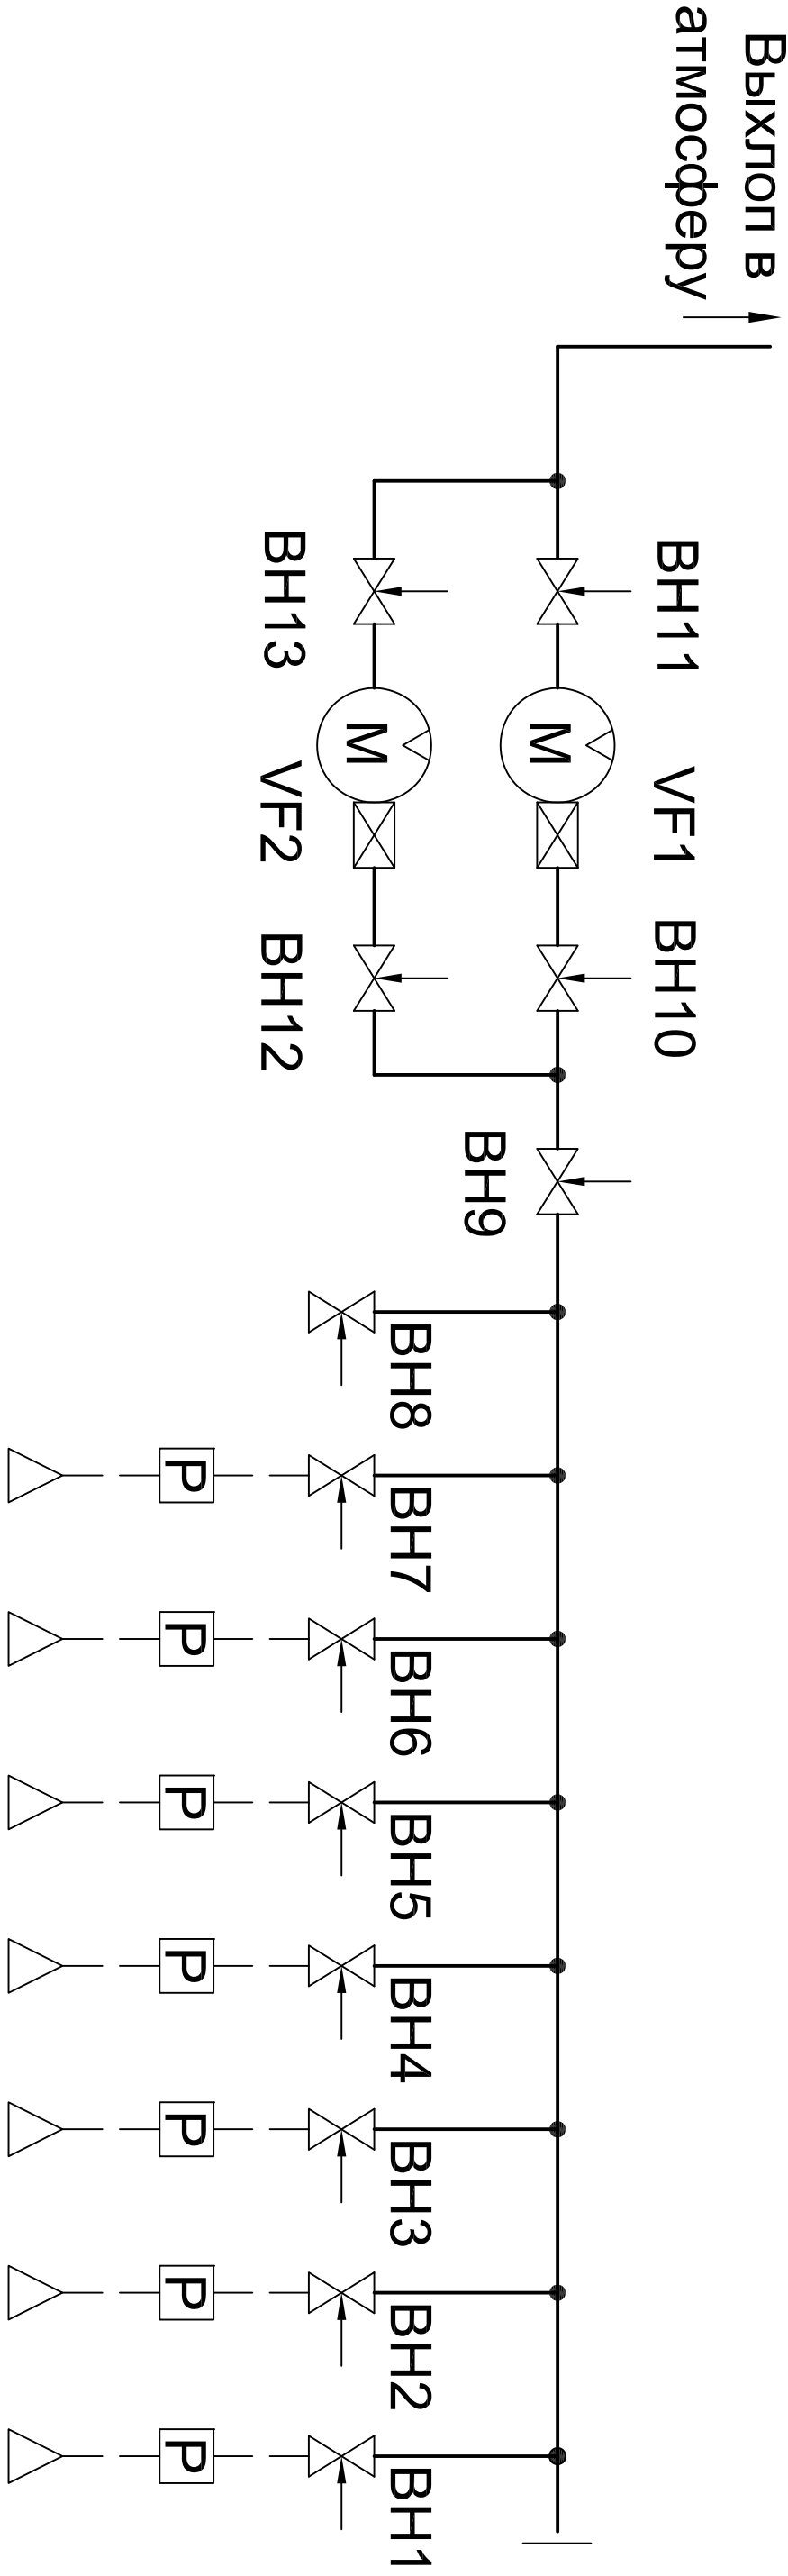 Выхлоп в
атмосферу
ВН11
ВН13
M
M
VF1
VF2
ВН10
ВН12
ВН9
ВН8
ВН7
P
ВН6
P
ВН5
P
ВН4
P
ВН3
P
ВН2
P
ВН1
P